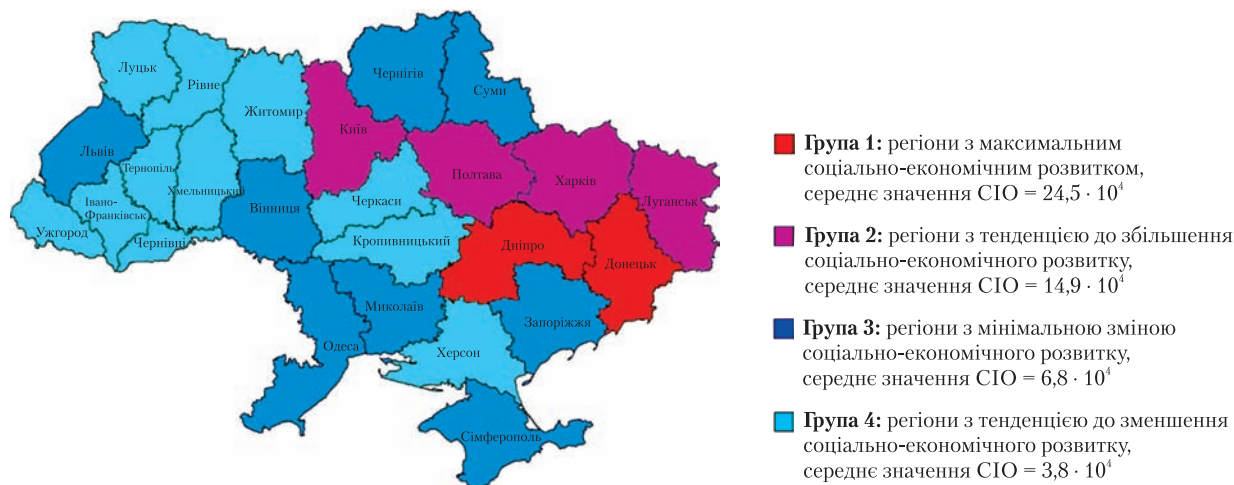 Луцьк
Рівне
Житомир
Київ
Чернігів
Суми
Львів
Тернопіль
Хмельницький
Вінниця
Черкаси
Полтава
Харків
Луганськ
Івано-
Франківськ
Ужгород
Чернівці
Кропивницький
Дніпро
Донецьк
Миколаїв
Запоріжжя
Одеса
Херсон
Сімферополь
Група 1: регіони з максимальним
соціально-економічним розвитком,
середнє значення СІО = 24,5 · 10⁴
Група 2: регіони з тенденцією до збільшення
соціально-економічного розвитку,
середнє значення СІО = 14,9 · 10⁴
Група 3: регіони з мінімальною зміною
соціально-економічного розвитку,
середнє значення СІО = 6,8 · 10⁴
Група 4: регіони з тенденцією до зменшення
соціально-економічного розвитку,
середнє значення СІО = 3,8 · 10⁴